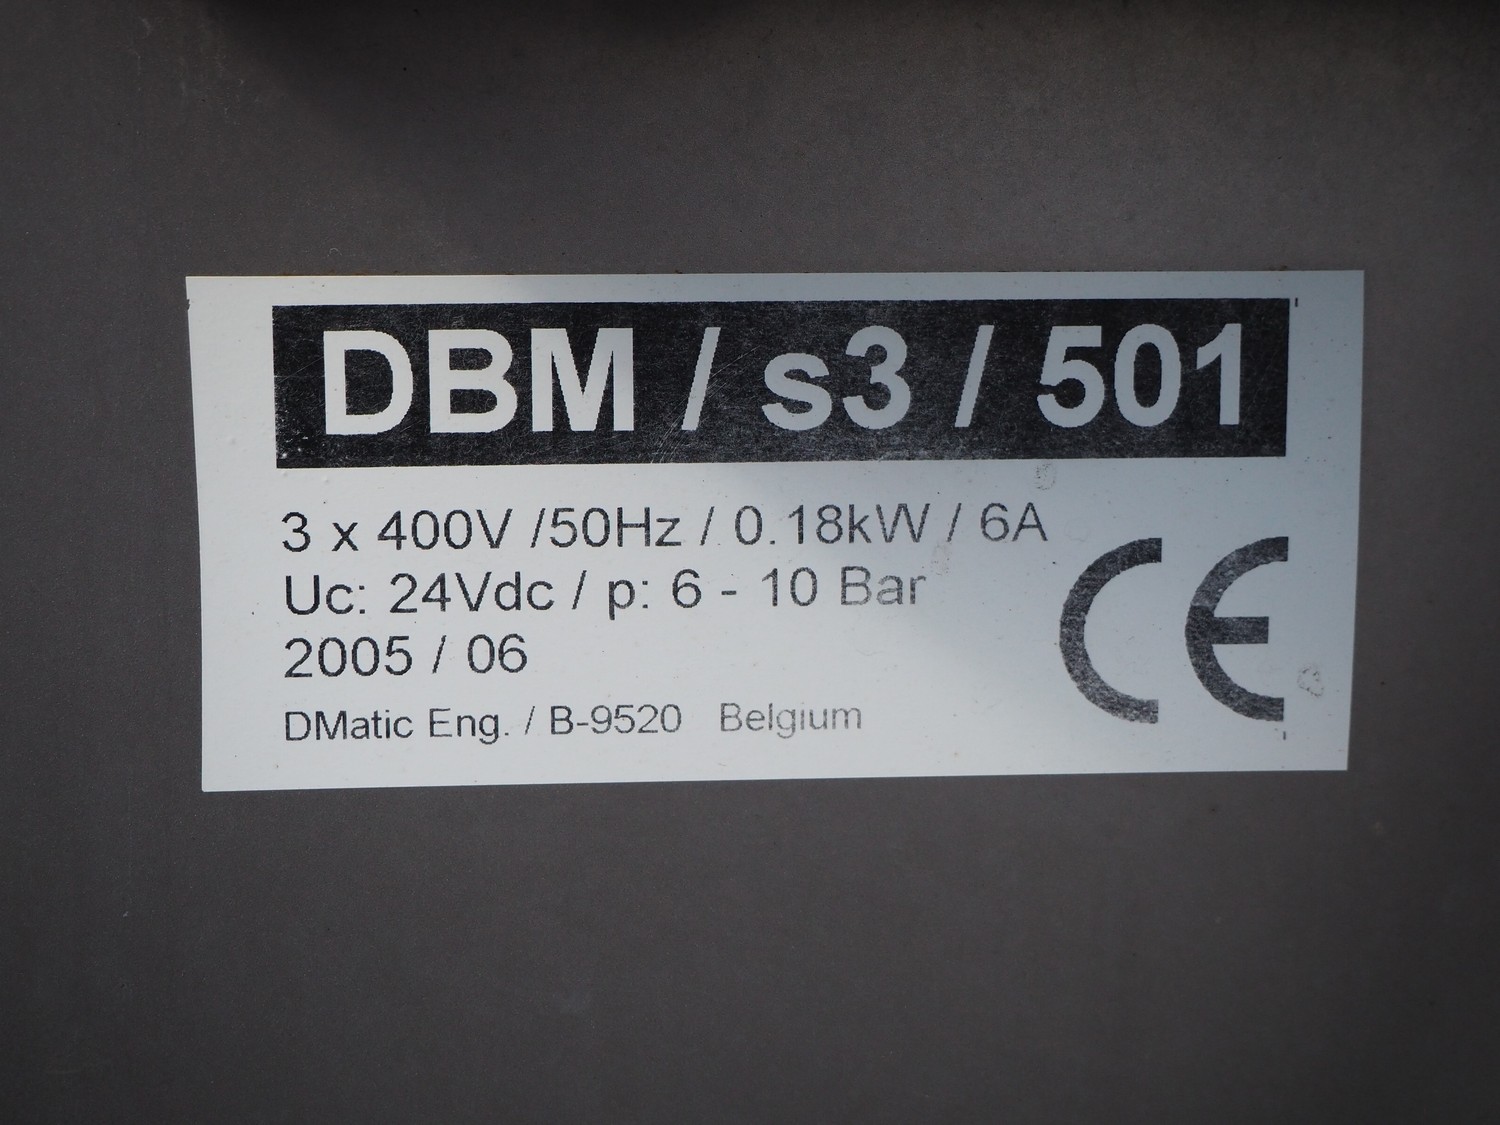 DBM / s3 / 501
3 x 400V /50Hz / 0.18kW / 6A
Uc: 24Vdc / p: 6 - 10 Bar
2005 / 06
DMatic Eng. / B-9520 Belgium
CE